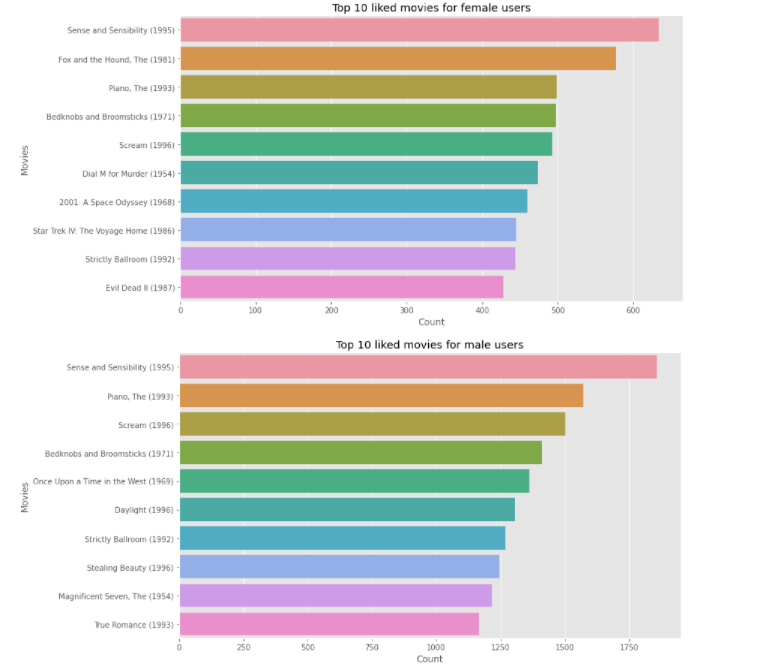 Top 10 liked movies for female users
Sense and Sensibility (1995)
Fox and the Hound, The (1981)
Piano, The (1993)
Bedknobs and Broomsticks (1971)
Scream (1996)
Movies
Dial M for Murder (1954)
2001: A Space Odyssey (1968)
Star Trek IV: The Voyage Home (1986)
Strictly Ballroom (1992)
Evil Dead II (1987)
0 100 200 300 400 500 600
Count
Top 10 liked movies for male users
Sense and Sensibility (1995)
Piano, The (1993)
Scream (1996)
Bedknobs and Broomsticks (1971)
Once Upon a Time in the West (1969)
Movies
Daylight (1996)
Strictly Ballroom (1992)
Stealing Beauty (1996)
Magnificent Seven, The (1954)
True Romance (1993)
0 250 500 750 1000 1250 1500 1750
Count